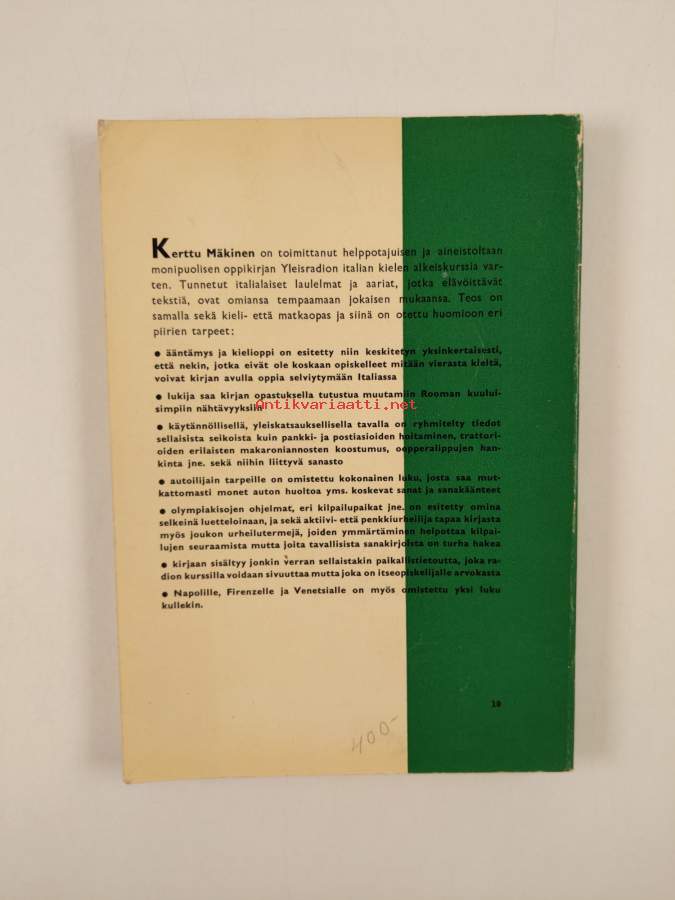 Kerttu Mäkinen on toimittanut helppotajuisen ja aineistoltaan
monipuolisen oppikirjan Yleisradion italian kielen alkeiskurssia var-
ten. Tunnetut italialaiset laulelmat ja aariat, jotka elävöittävät
tekstiä, ovat omiansa tempaamaan jokaisen mukaansa. Teos on
samalla sekä kieli- että matkaopas ja siinä on otettu huomioon eri
piirien tarpeet:
● ääntämys ja kielioppi on esitetty niin keskitetyn yksinkertaisesti,
että nekin, jotka eivät ole koskaan opiskelleet mitään vierasta kieltä,
voivat kirjan avulla oppia selviytymään Italiassa
● lukija saa kirjan opastuksella tutustua muutamiin Rooman kuului-
simpiin nähtävyyksiin
Antikvariaatti.net
● käytännöllisellä, yleiskatsauksellisella tavalla on ryhmitelty tiedot
sellaisista seikoista kuin pankki- ja postiasioiden hoitaminen, trattori-
oiden erilaisten makaroniannosten koostumus, oopperalippujen han-
kinta jne. sekä niihin liittyvä sanasto
● autoilijain tarpeille on omistettu kokonainen luku, josta saa mut-
kattomasti monet auton huoltoa yms. koskevat sanat ja sanakäänteet
● olympiakisojen ohjelmat, eri kilpailupaikat jne. on esitetty omina
selkeinä luetteloinaan, ja sekä aktiivi- että penkkiurheilija tapaa kirjasta
myös joukon urheilutermejä, joiden ymmärtäminen helpottaa kilpai-
lujen seuraamista mutta joita tavallisista sanakirjoista on turha hakea
● kirjaan sisältyy jonkin verran sellaistakin paikallistietoutta, joka ra-
dion kurssilla voidaan sivuuttaa mutta joka on itseopiskelijalle arvokasta
● Napolille, Firenzelle ja Venetsialle on myös omistettu yksi luku
kullekin.
10
400-